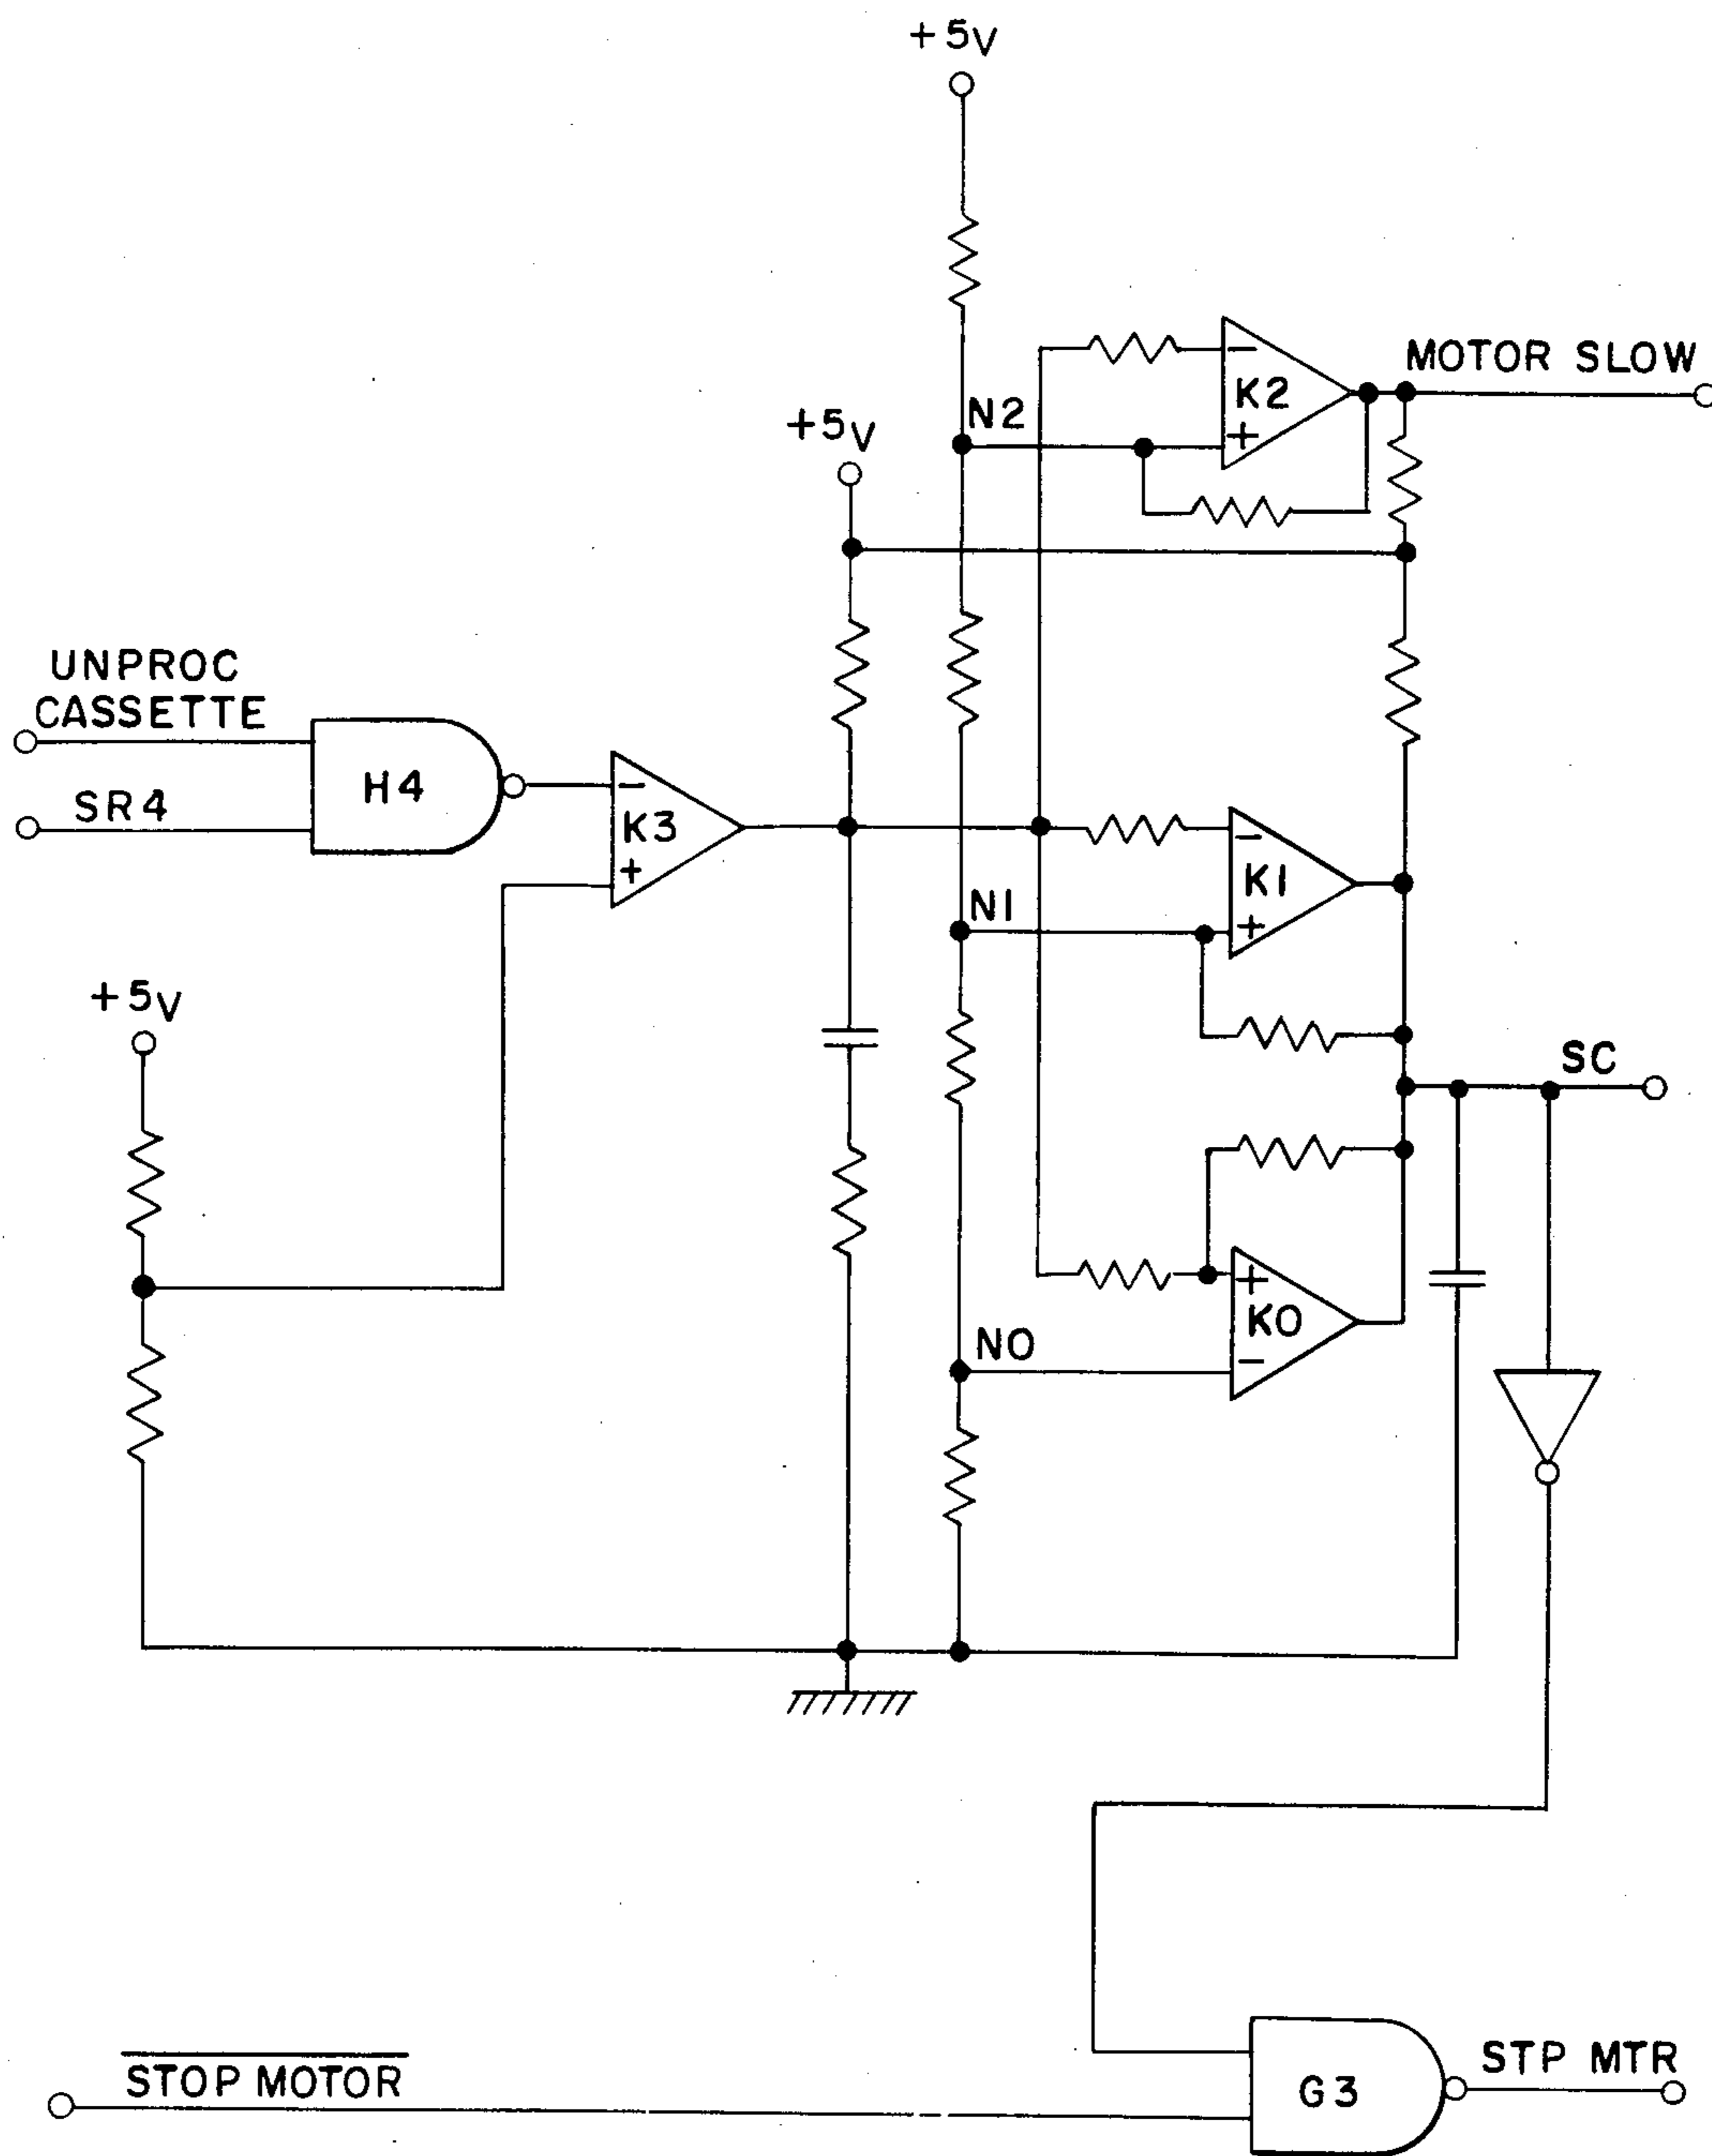 +5V
MOTOR SLOW
K2
-
+
N2
+5V
UNPROC
CASSETTE
H4
SR4
-
K3
+
-
K1
+
N1
+5V
SC
+
K0
-
N0
STOP MOTOR
G3
STP MTR